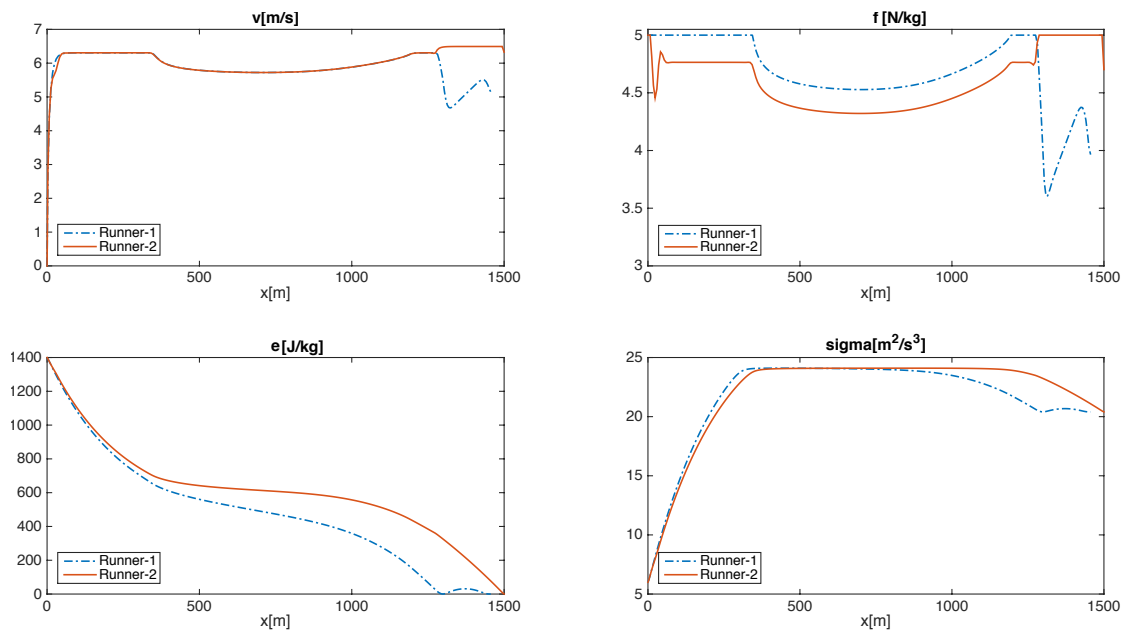 v[m/s]
7
6
5
4
3
2
1
0
Runner-1
Runner-2
0
500
1000
1500
x[m]
f [N/kg]
5
4.5
4
3.5
3
Runner-1
Runner-2
0
500
1000
1500
x[m]
e[J/kg]
1400
1200
1000
800
600
400
200
0
Runner-1
Runner-2
0
500
1000
1500
x[m]
sigma[m²/s³]
25
20
15
10
5
Runner-1
Runner-2
0
500
1000
1500
x[m]